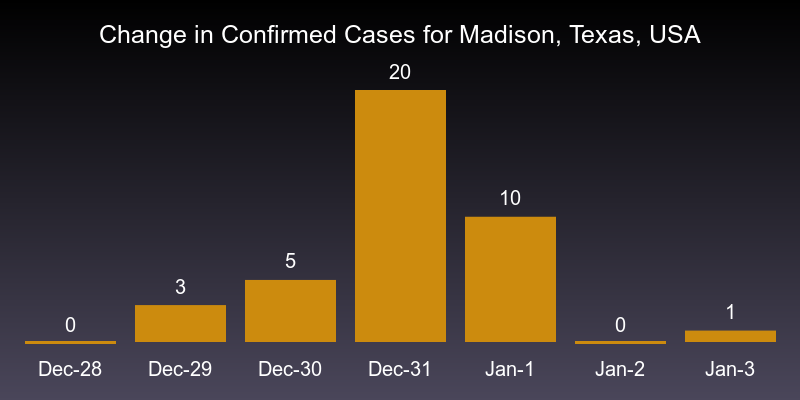 Change in Confirmed Cases for Madison, Texas, USA
0
3
5
20
10
0
1
Dec-28
Dec-29
Dec-30
Dec-31
Jan-1
Jan-2
Jan-3